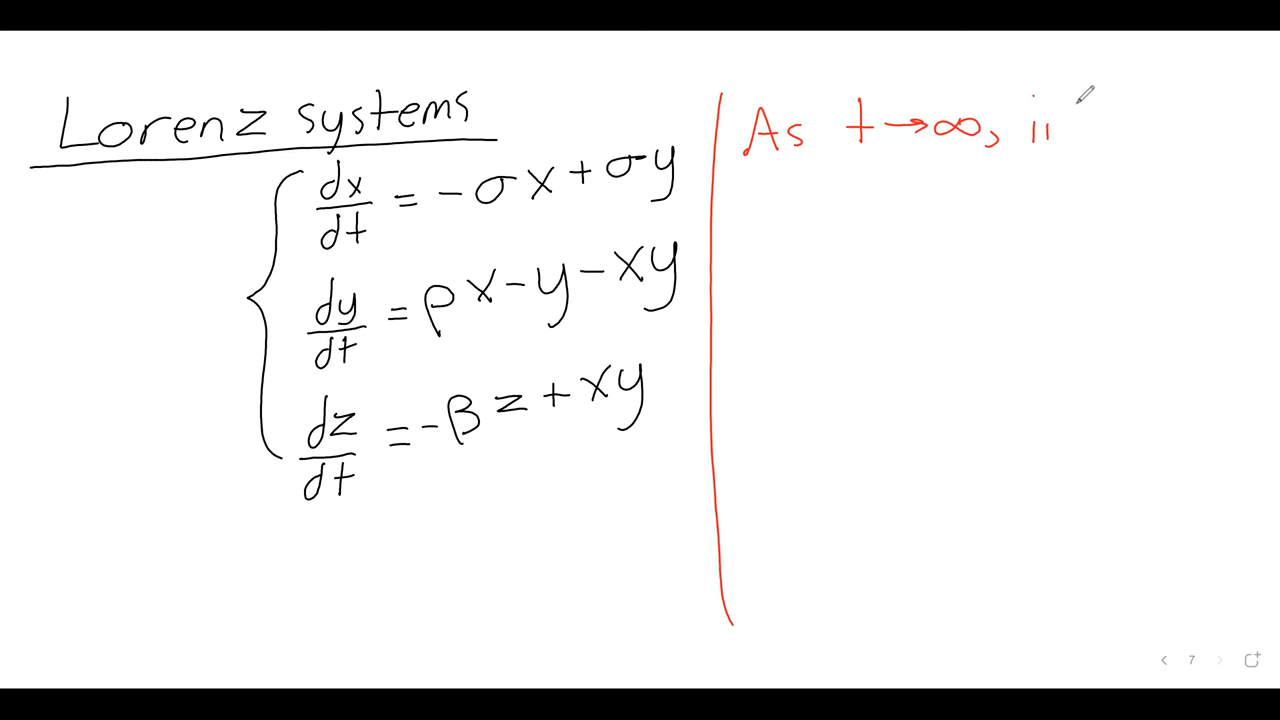 Lorenz systems
dx/dt = -σx + σy
dy/dt = ρx - y - xy
dz/dt = -βz + xy
As t→∞,
7